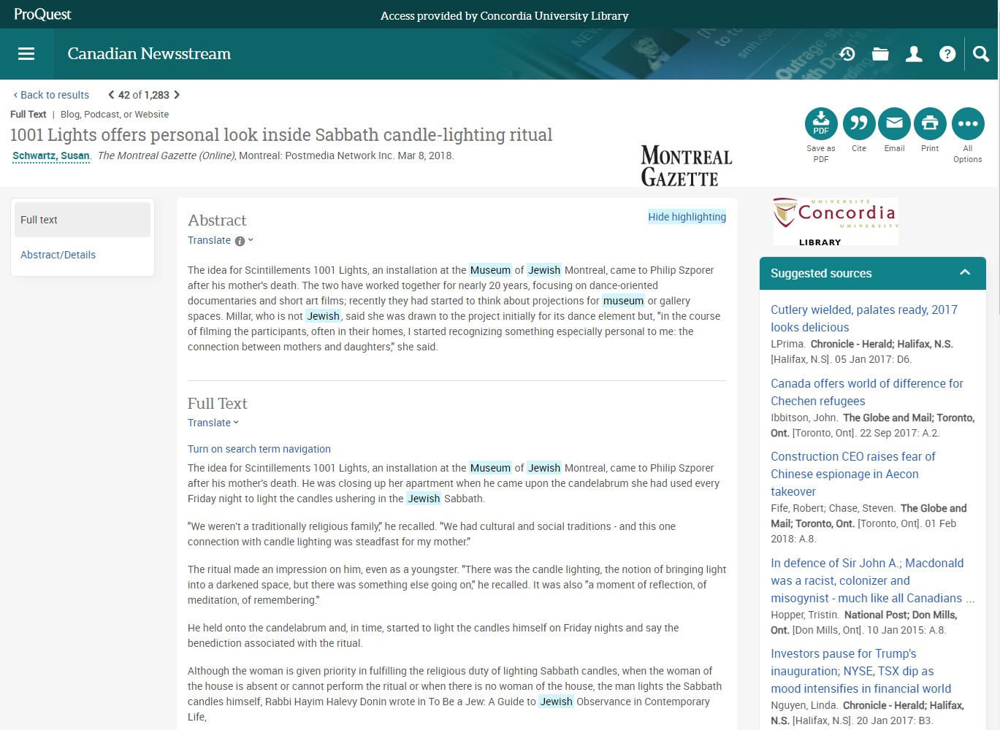 ProQuest
Access provided by Concordia University Library
Canadian Newsstream
Back to results
42 of 1,283
Full Text | Blog, Podcast, or Website
1001 Lights offers personal look inside Sabbath candle-lighting ritual
Schwartz, Susan. The Montreal Gazette (Online), Montreal: Postmedia Network Inc. Mar 8, 2018.
MONTREAL
GAZETTE
PDF
Save as
PDF
Cite
Email
Print
All
Options
Full text
Abstract/Details
Abstract
Hide highlighting
Translate
The idea for Scintillements 1001 Lights, an installation at the Museum of Jewish Montreal, came to Philip Szporer
after his mother's death. The two have worked together for nearly 20 years, focusing on dance-oriented
documentaries and short art films; recently they had started to think about projections for museum or gallery
spaces. Millar, who is not Jewish, said she was drawn to the project initially for its dance element but, "in the course
of filming the participants, often in their homes, I started recognizing something especially personal to me: the
connection between mothers and daughters," she said.
Full Text
Translate
Turn on search term navigation
The idea for Scintillements 1001 Lights, an installation at the Museum of Jewish Montreal, came to Philip Szporer
after his mother's death. He was closing up her apartment when he came upon the candelabrum she had used every
Friday night to light the candles ushering in the Jewish Sabbath.
"We weren't a traditionally religious family," he recalled. "We had cultural and social traditions - and this one
connection with candle lighting was steadfast for my mother."
The ritual made an impression on him, even as a youngster. "There was the candle lighting, the notion of bringing light
into a darkened space, but there was something else going on," he recalled. It was also "a moment of reflection, of
meditation, of remembering."
He held onto the candelabrum and, in time, started to light the candles himself on Friday nights and say the
benediction associated with the ritual.
Although the woman is given priority in fulfilling the religious duty of lighting Sabbath candles, when the woman of
the house is absent or cannot perform the ritual or when there is no woman of the house, the man lights the Sabbath
candles himself, Rabbi Hayim Halevy Donin wrote in To Be a Jew: A Guide to Jewish Observance in Contemporary
Life,
UNIVERSITÉ
Concordia
UNIVERSITY
LIBRARY
Suggested sources
Cutlery wielded, palates ready, 2017
looks delicious
LPrima. Chronicle - Herald; Halifax, N.S.
[Halifax, N.S]. 05 Jan 2017: D6.
Canada offers world of difference for
Chechen refugees
Ibbitson, John. The Globe and Mail; Toronto,
Ont. [Toronto, Ont]. 22 Sep 2017: A.2.
Construction CEO raises fear of
Chinese espionage in Aecon
takeover
Fife, Robert; Chase, Steven. The Globe and
Mail; Toronto, Ont. [Toronto, Ont]. 01 Feb
2018: A.8.
In defence of Sir John A.; Macdonald
was a racist, colonizer and
misogynist - much like all Canadians ...
Hopper, Tristin. National Post; Don Mills,
Ont. [Don Mills, Ont]. 10 Jan 2015: A.8.
Investors pause for Trump's
inauguration; NYSE, TSX dip as
mood intensifies in financial world
Nguyen, Linda. Chronicle - Herald; Halifax,
N.S. [Halifax, N.S]. 20 Jan 2017: B3.